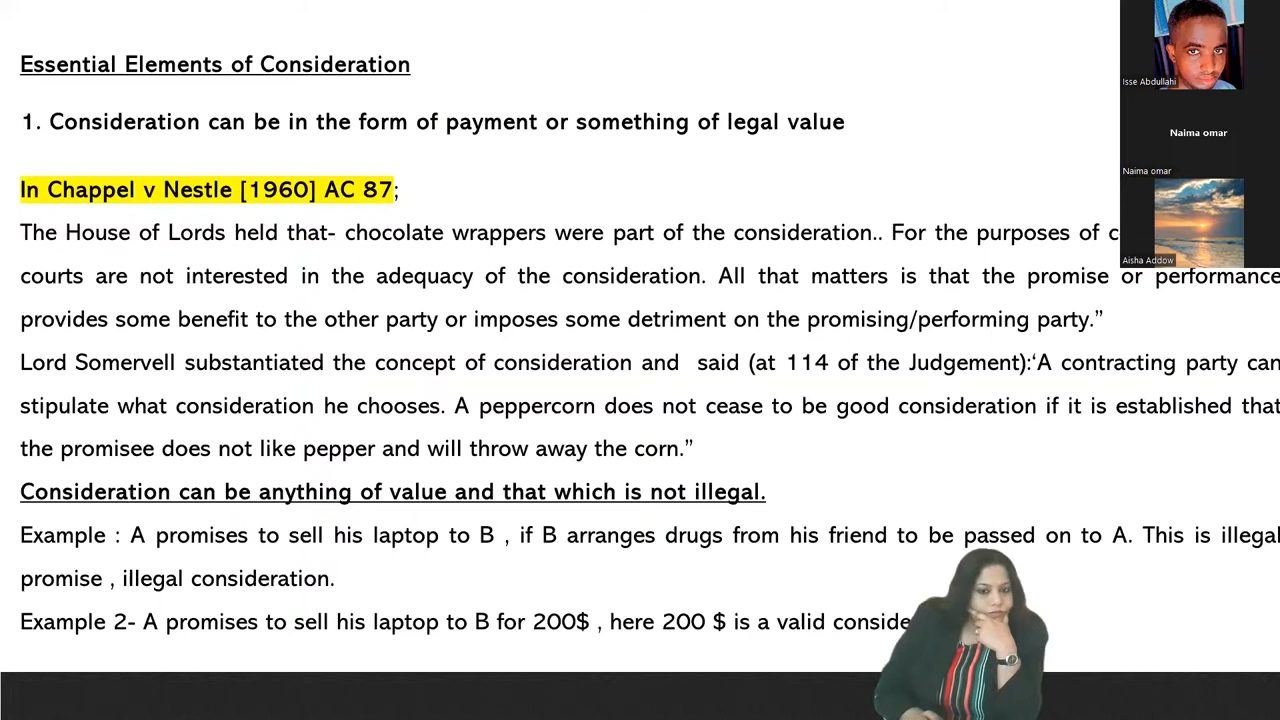 Essential Elements of Consideration
1. Consideration can be in the form of payment or something of legal value
In Chappel v Nestle [1960] AC 87;
The House of Lords held that- chocolate wrappers were part of the consideration.. For the purposes of
courts are not interested in the adequacy of the consideration. All that matters is that the promise or performance
provides some benefit to the other party or imposes some detriment on the promising/performing party.”
Lord Somervell substantiated the concept of consideration and said (at 114 of the Judgement):‘A contracting party can
stipulate what consideration he chooses. A peppercorn does not cease to be good consideration if it is established that
the promisee does not like pepper and will throw away the corn.”
Consideration can be anything of value and that which is not illegal.
Example : A promises to sell his laptop to B , if B arranges drugs from his friend to be passed on to A. This is illegal
promise , illegal consideration.
Example 2- A promises to sell his laptop to B for 200$ , here 200 $ is a valid conside
Isse Abdullahi
Naima omar
Naima omar
Aisha Addow